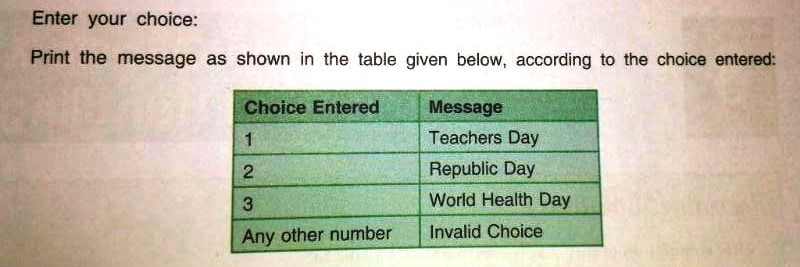 Enter your choice:
Print the message as shown in the table given below, according to the choice entered:
Choice Entered Message
1 Teachers Day
2 Republic Day
3 World Health Day
Any other number Invalid Choice